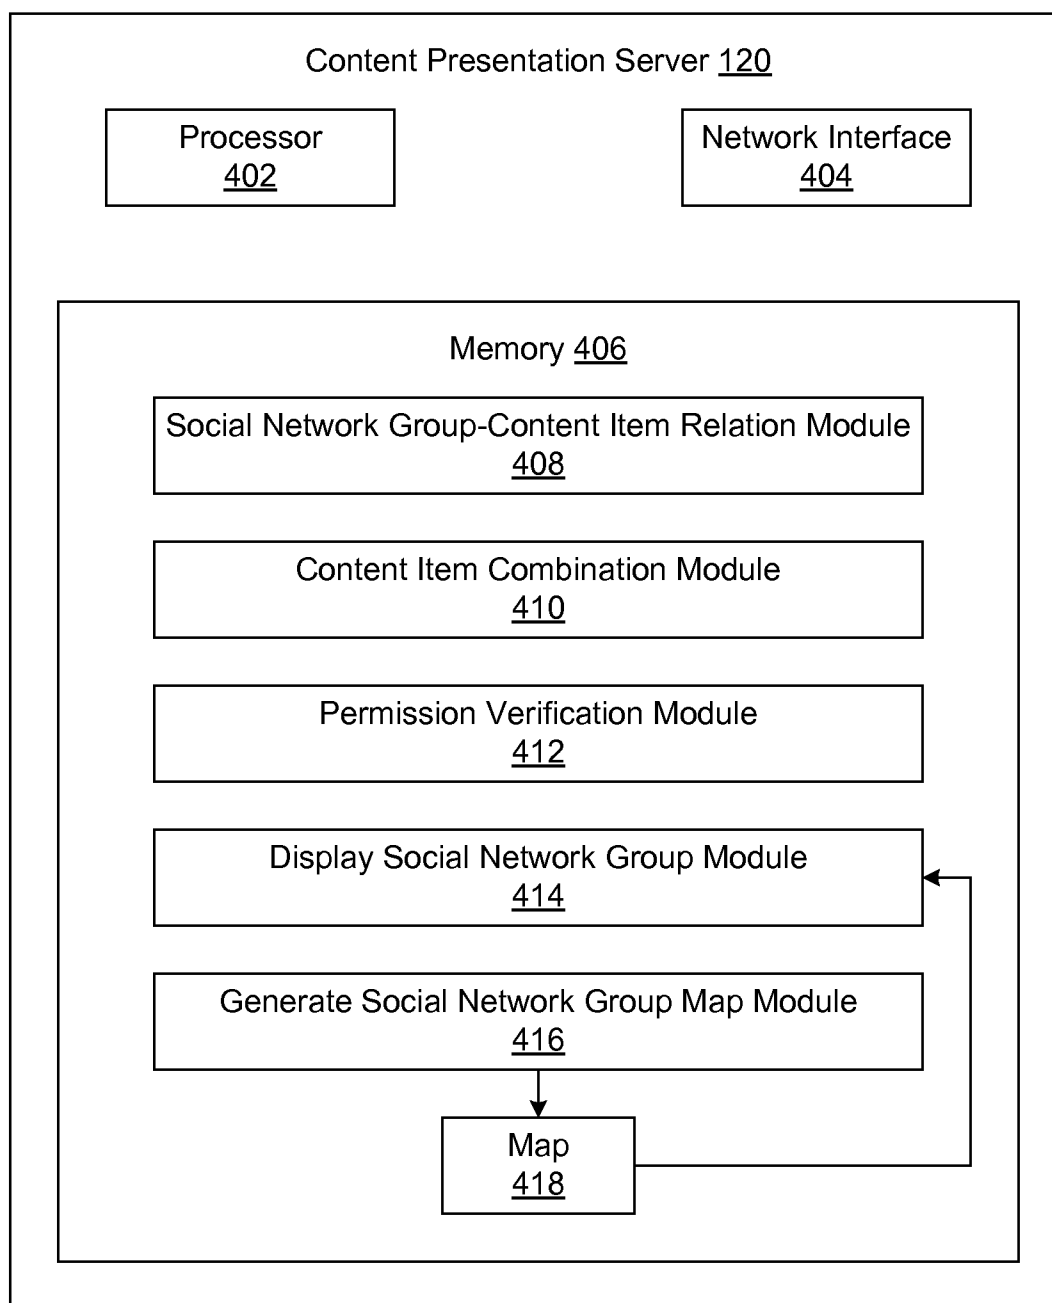 Content Presentation Server 120
Processor
402
Network Interface
404
Memory 406
Social Network Group-Content Item Relation Module
408
Content Item Combination Module
410
Permission Verification Module
412
Display Social Network Group Module
414
Generate Social Network Group Map Module
416
Map
418